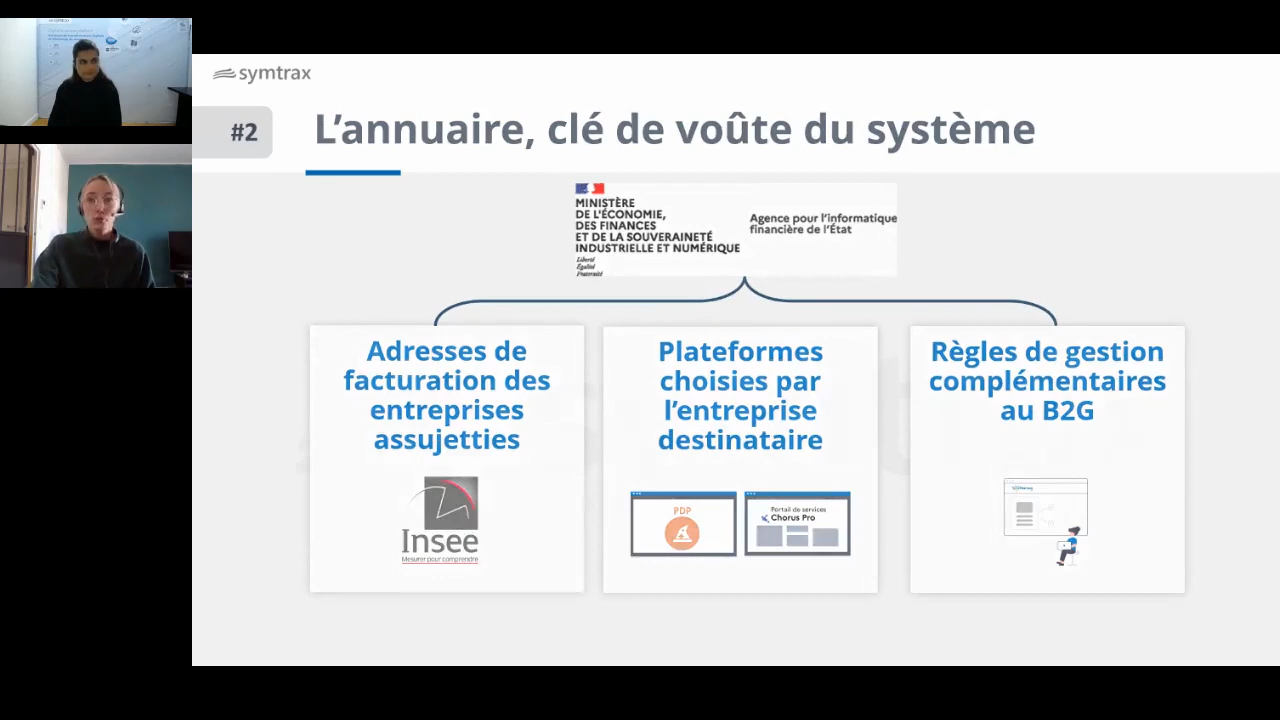 symtrax
#2
L’annuaire, clé de voûte du système
MINISTÈRE
DE L'ÉCONOMIE,
DES FINANCES
ET DE LA SOUVERAINETÉ
INDUSTRIELLE ET NUMÉRIQUE
Liberté
Égalité
Fraternité
Agence pour l’informatique
financière de l’État
Adresses de
facturation des
entreprises
assujetties
Insee
Mesurer pour comprendre
Plateformes
choisies par
l’entreprise
destinataire
PDP
Portail de services
Chorus Pro
Règles de gestion
complémentaires
au B2G